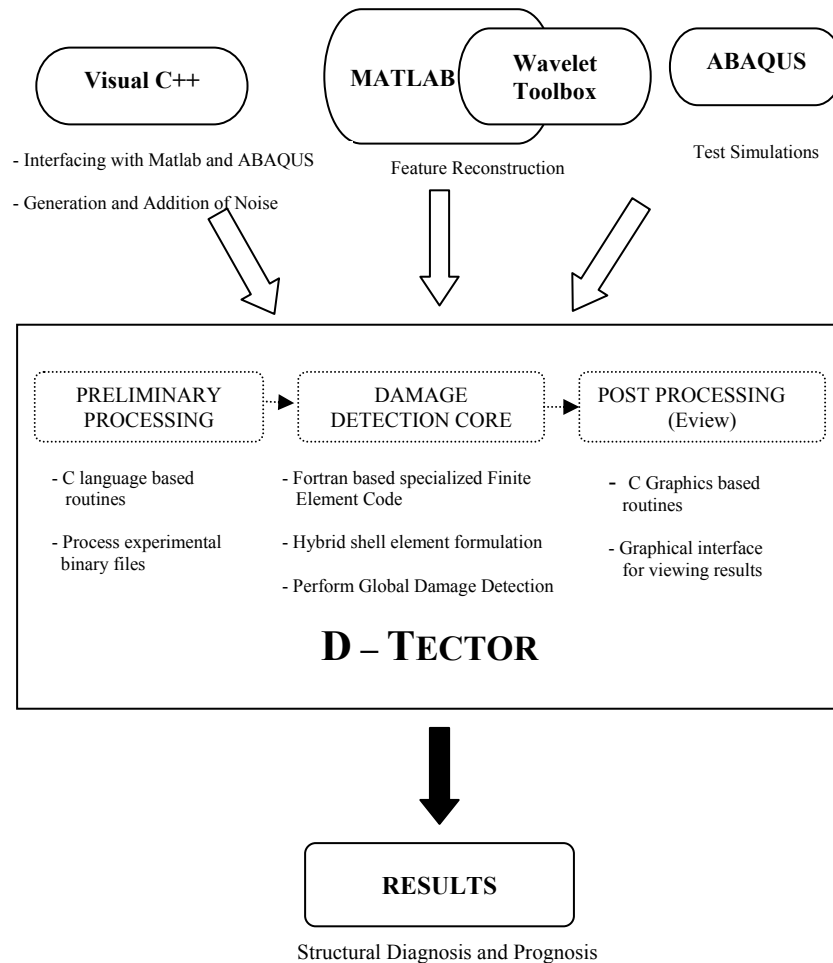 Visual C++
MATLAB
Wavelet
Toolbox
ABAQUS
- Interfacing with Matlab and ABAQUS
- Generation and Addition of Noise
Feature Reconstruction
Test Simulations
PRELIMINARY
PROCESSING
DAMAGE
DETECTION CORE
POST PROCESSING
(Eview)
- C language based
routines
- Process experimental
binary files
- Fortran based specialized Finite
Element Code
- Hybrid shell element formulation
- Perform Global Damage Detection
- C Graphics based
routines
- Graphical interface
for viewing results
D – TECTOR
RESULTS
Structural Diagnosis and Prognosis